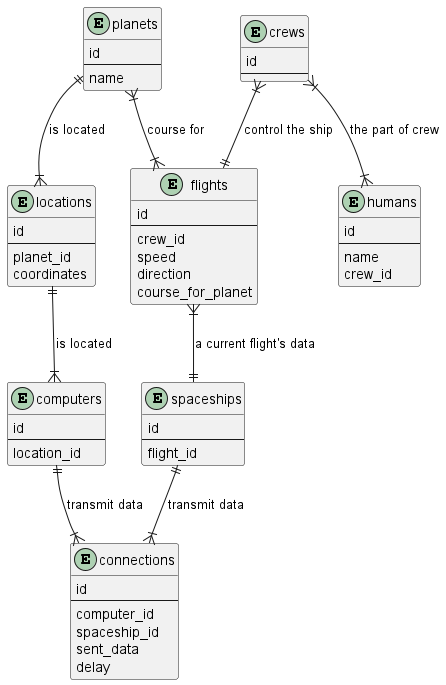 E planets
id
name
E crews
id
is located
course for
control the ship
the part of crew
E locations
id
planet_id
coordinates
E flights
id
crew_id
speed
direction
course_for_planet
E humans
id
name
crew_id
is located
a current flight's data
E computers
id
location_id
E spaceships
id
flight_id
transmit data
transmit data
E connections
id
computer_id
spaceship_id
sent_data
delay